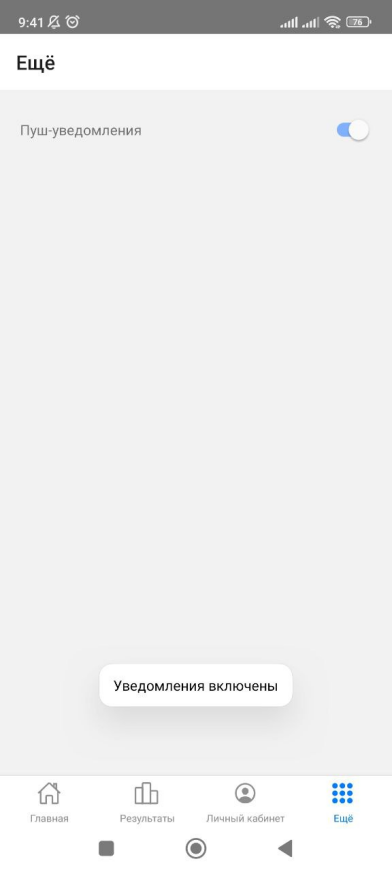 9:41
76
Ещё
Пуш-уведомления
Уведомления включены
Главная
Результаты
Личный кабинет
Ещё